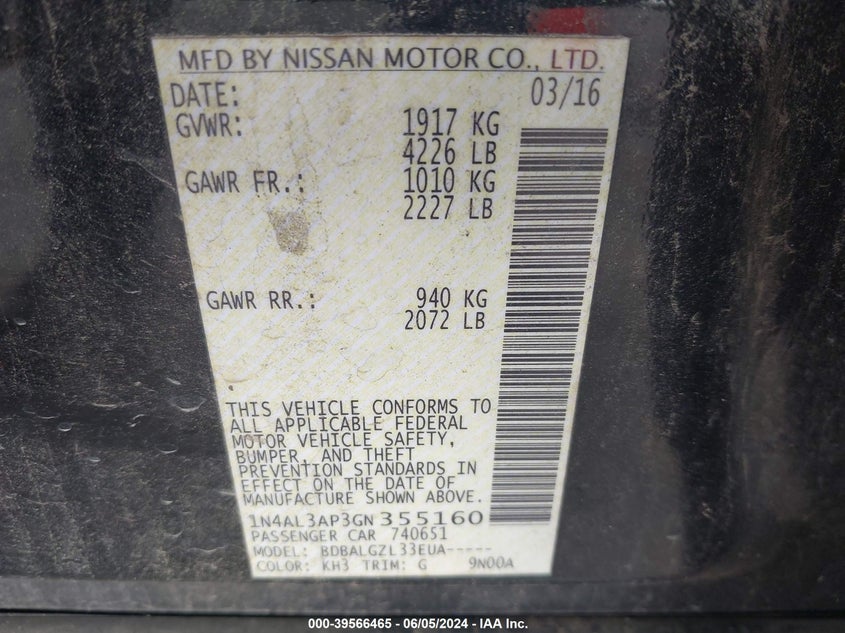 MFD BY NISSAN MOTOR CO., LTD.
DATE: 03/16
GVWR: 1917 KG
4226 LB
GAWR FR.: 1010 KG
2227 LB
GAWR RR.: 940 KG
2072 LB
THIS VEHICLE CONFORMS TO
ALL APPLICABLE FEDERAL
MOTOR VEHICLE SAFETY,
BUMPER, AND THEFT
PREVENTION STANDARDS IN
EFFECT ON THE DATE OF
MANUFACTURE SHOWN ABOVE.
1N4AL3AP3GN355160
PASSENGER CAR 740651
MODEL: BDBALGZL33EUA-----
COLOR: KH3 TRIM: G 9N00A
000-39566465 - 06/05/2024 - IAA Inc.